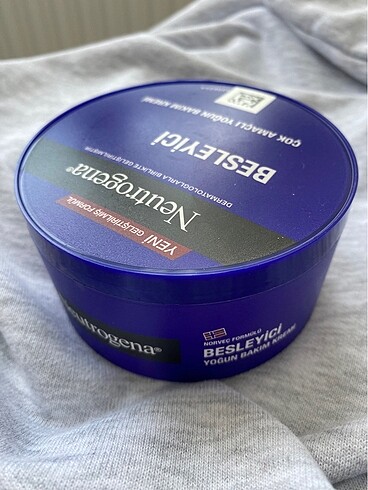 YENİ GELİŞTİRİLMİŞ FORMÜL
Neutrogena®
DERMATOLOGLARLA BİRLİKTE GELİŞTİRİLMİŞTİR
BESLEYİCİ
ÇOK AMAÇLI YOĞUN BAKIM KREMİ
Neutrogena®
NORVEÇ FORMÜLÜ
BESLEYİCİ
YOĞUN BAKIM KREMİ